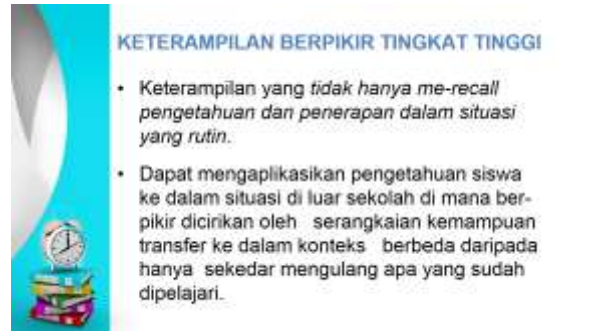 KETERAMPILAN BERPIKIR TINGKAT TINGGI
• Keterampilan yang tidak hanya me-recall
pengetahuan dan penerapan dalam situasi
yang rutin.
• Dapat mengaplikasikan pengetahuan siswa
ke dalam situasi di luar sekolah di mana ber-
pikir dicirikan oleh serangkaian kemampuan
transfer ke dalam konteks berbeda daripada
hanya sekedar mengulang apa yang sudah
dipelajari.